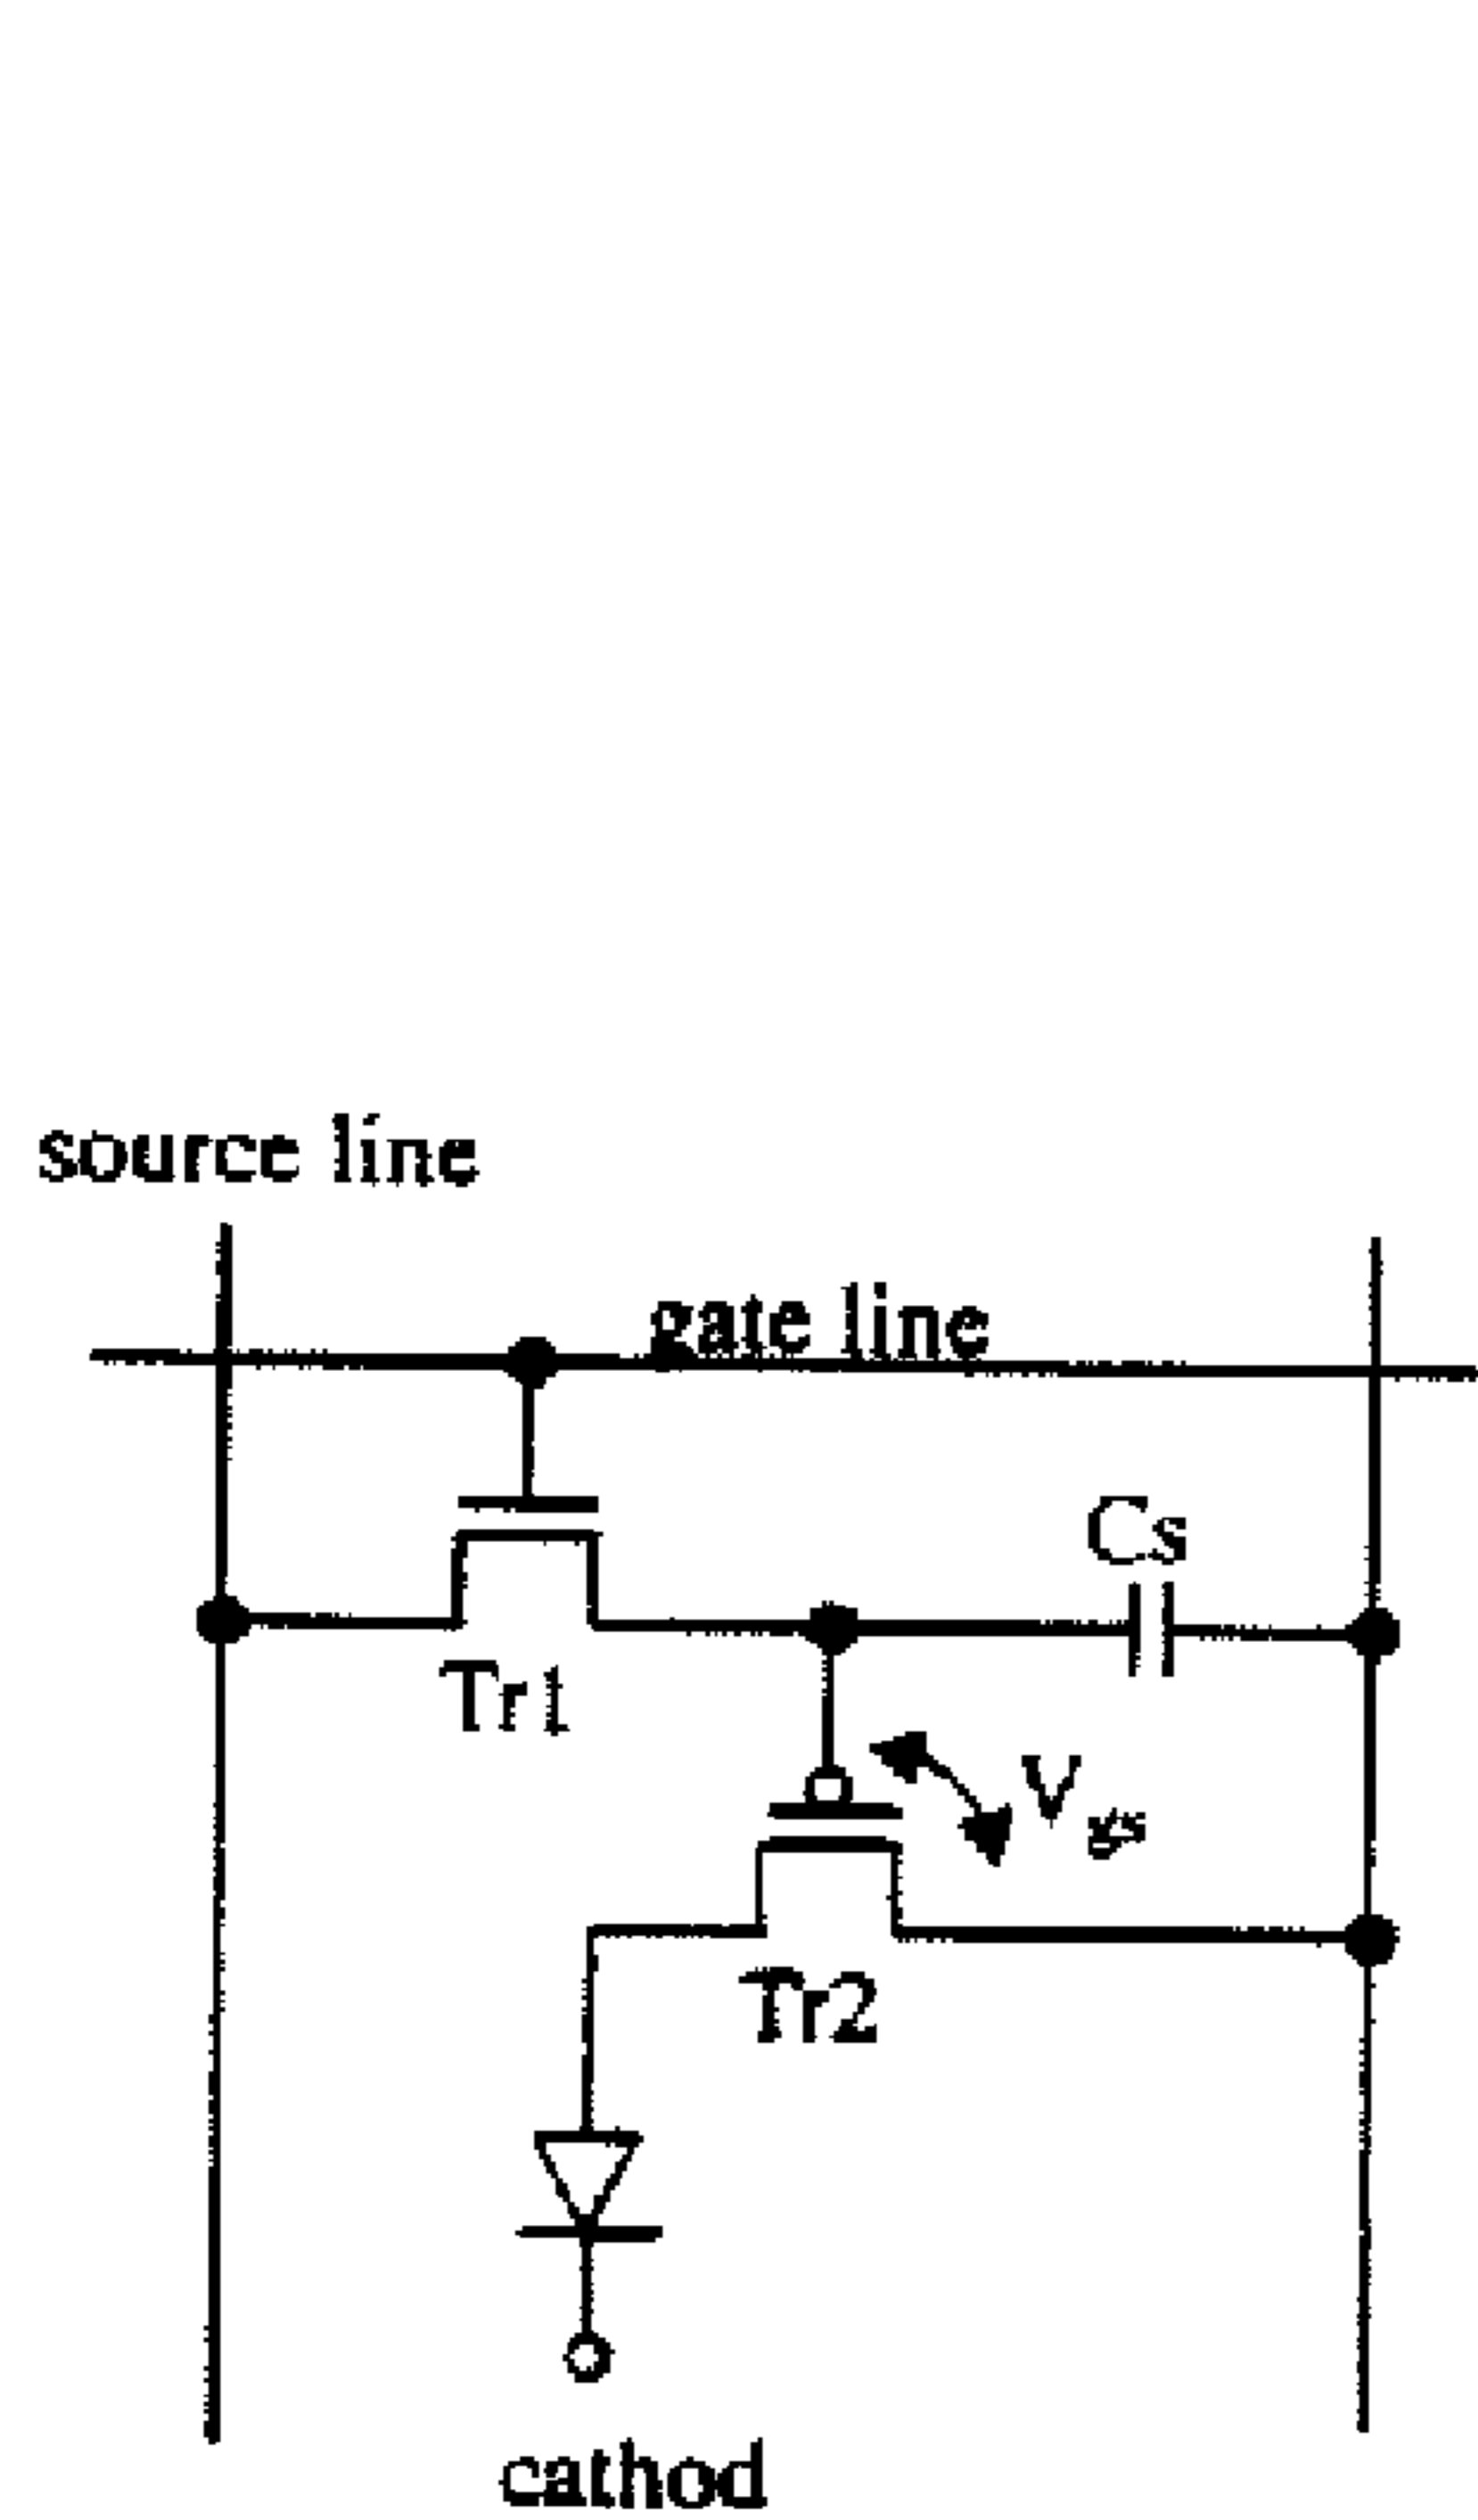 source line
gate line
Cs
Tr1
Vgs
Tr2
cathod